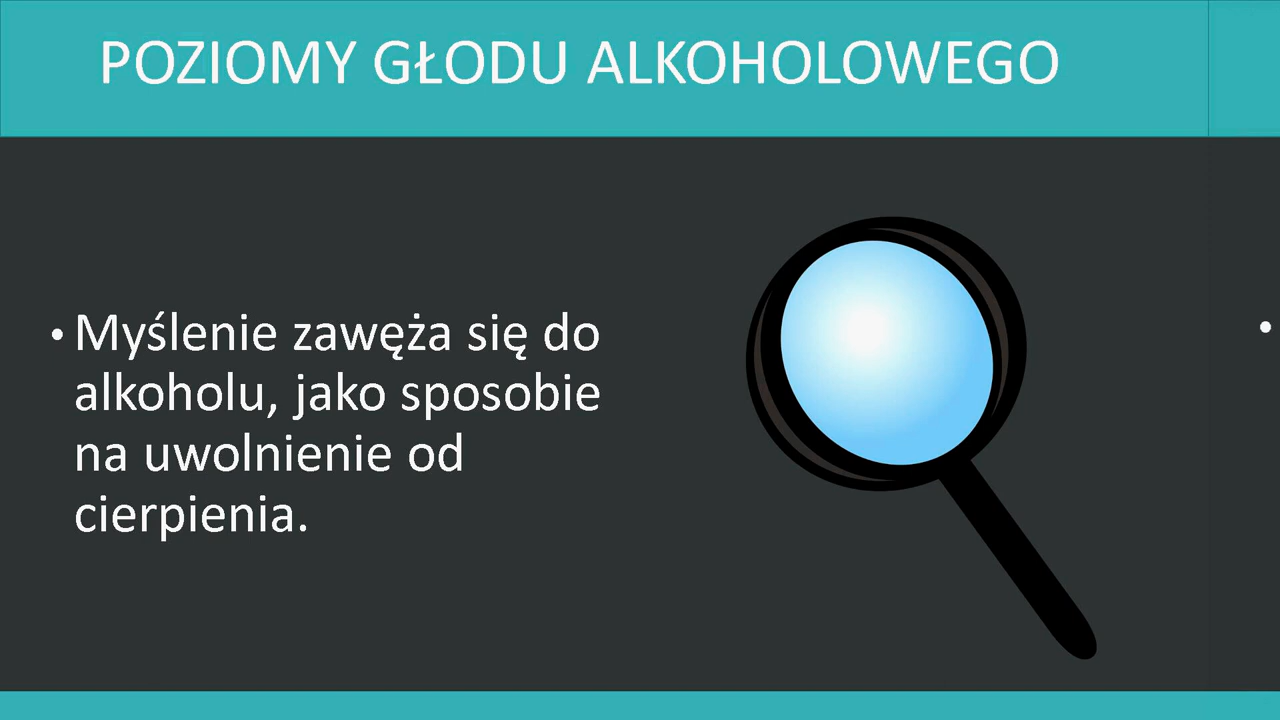 POZIOMY GŁODU ALKOHOLOWEGO
• Myślenie zawęża się do
alkoholu, jako sposobie
na uwolnienie od
cierpienia.